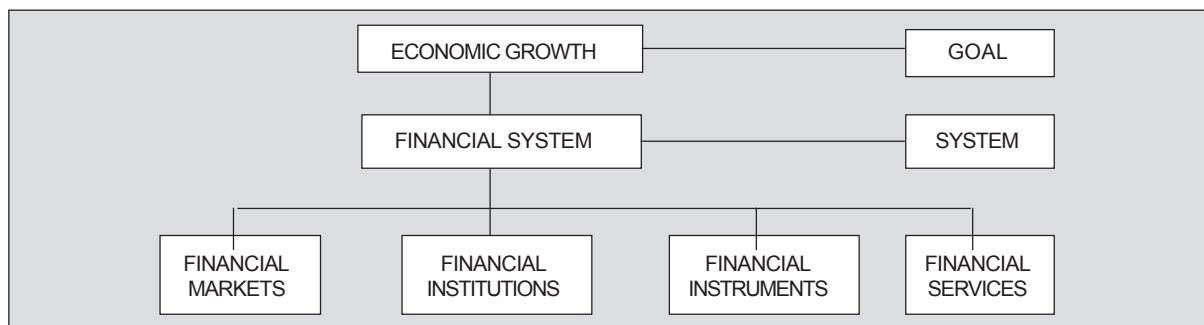 ECONOMIC GROWTH
GOAL
FINANCIAL SYSTEM
SYSTEM
FINANCIAL
MARKETS
FINANCIAL
INSTITUTIONS
FINANCIAL
INSTRUMENTS
FINANCIAL
SERVICES